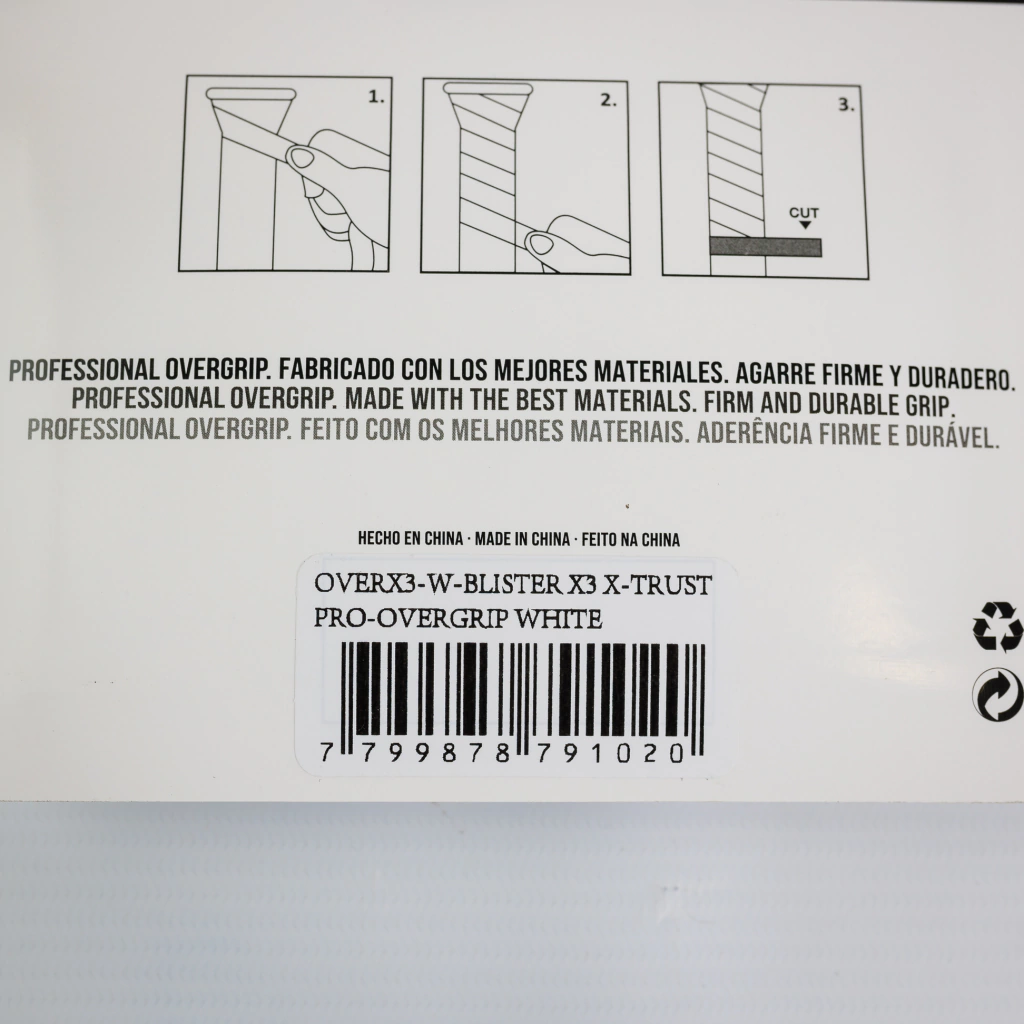 1.
2.
3.
CUT
PROFESSIONAL OVERGRIP. FABRICADO CON LOS MEJORES MATERIALES. AGARRE FIRME Y DURADERO.
PROFESSIONAL OVERGRIP. MADE WITH THE BEST MATERIALS. FIRM AND DURABLE GRIP.
PROFESSIONAL OVERGRIP. FEITO COM OS MELHORES MATERIAIS. ADERÊNCIA FIRME E DURÁVEL.
HECHO EN CHINA · MADE IN CHINA · FEITO NA CHINA
OVERX3-W-BLISTER X3 X-TRUST
PRO-OVERGRIP WHITE
7 799878 791020